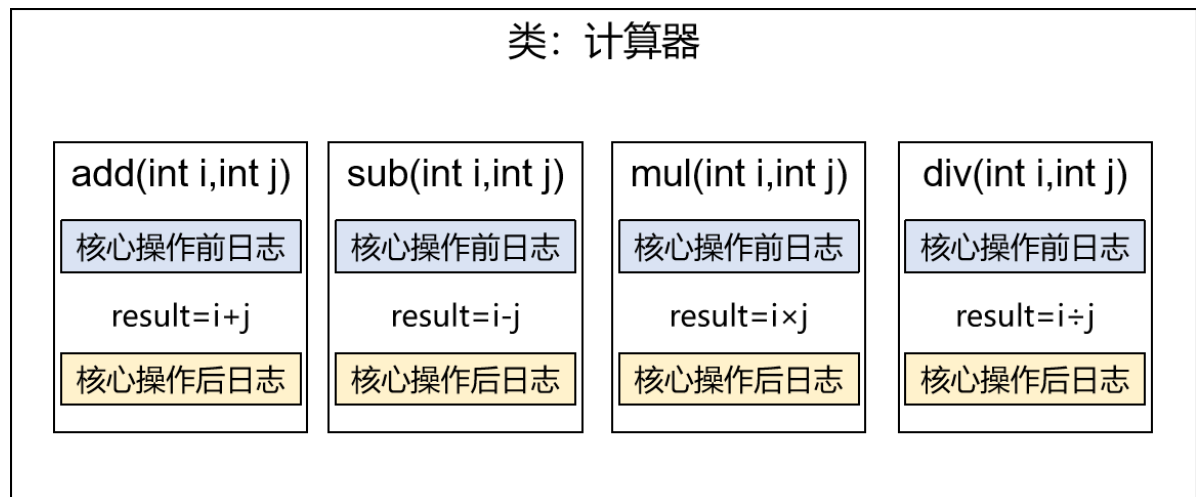 类：计算器
add(int i,int j)
核心操作前日志
result=i+j
核心操作后日志
sub(int i,int j)
核心操作前日志
result=i-j
核心操作后日志
mul(int i,int j)
核心操作前日志
result=i×j
核心操作后日志
div(int i,int j)
核心操作前日志
result=i÷j
核心操作后日志